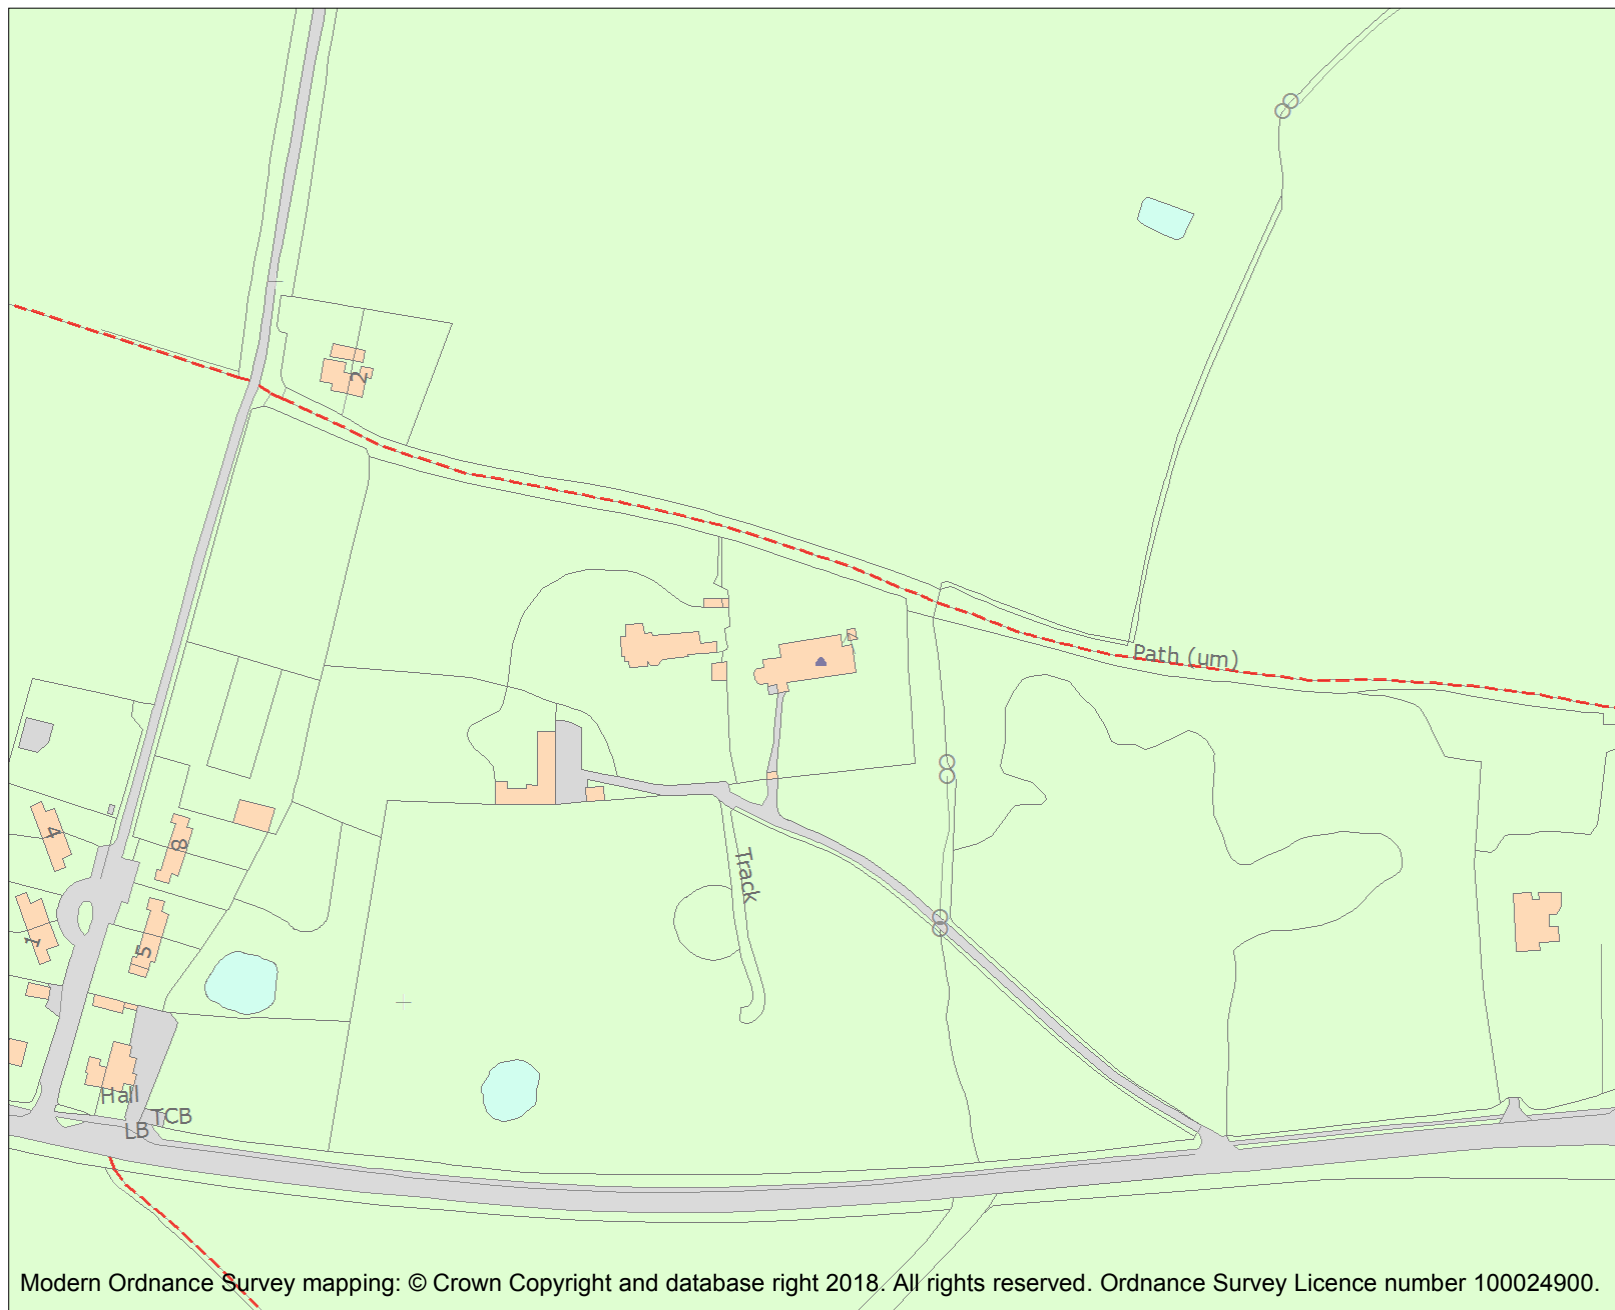 2
Path (um)
4
8
Track
1
5
Hall
TCB
LB
Modern Ordnance Survey mapping: © Crown Copyright and database right 2018. All rights reserved. Ordnance Survey Licence number 100024900.